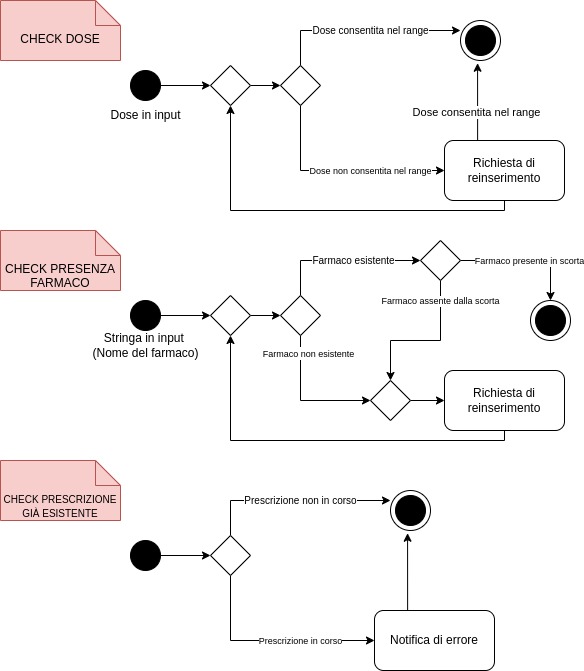 CHECK DOSE
Dose consentita nel range
Dose in input
Dose consentita nel range
Dose non consentita nel range
Richiesta di
reinserimento
CHECK PRESENZA
FARMACO
Farmaco esistente
Farmaco presente in scorta
Farmaco assente dalla scorta
Stringa in input
(Nome del farmaco)
Farmaco non esistente
Richiesta di
reinserimento
CHECK PRESCRIZIONE
GIÀ ESISTENTE
Prescrizione non in corso
Prescrizione in corso
Notifica di errore